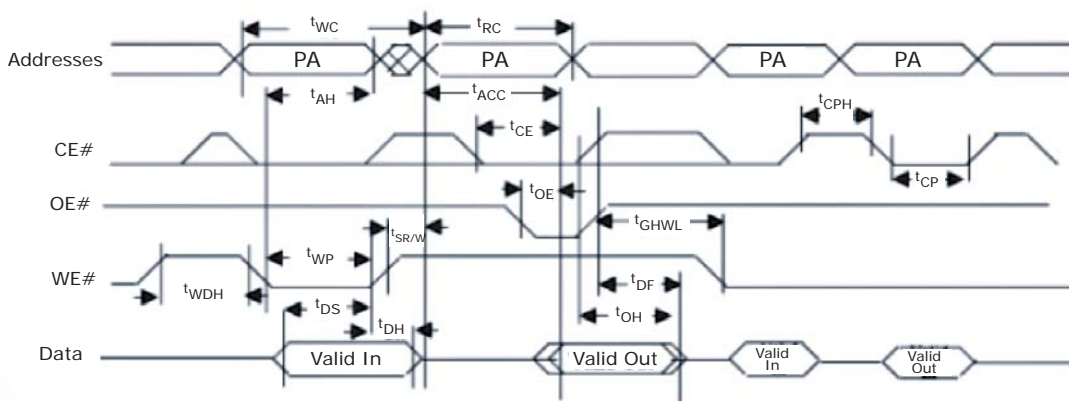 tWC tRC
Addresses PA PA PA PA
tAH tACC
tCPH
CE# tCE
tCP
OE# tOE
tSR/W tGHWL
WE# tWP
tWDH tDF
tDS tOH
tDH
Data Valid In Valid Out Valid In Valid Out